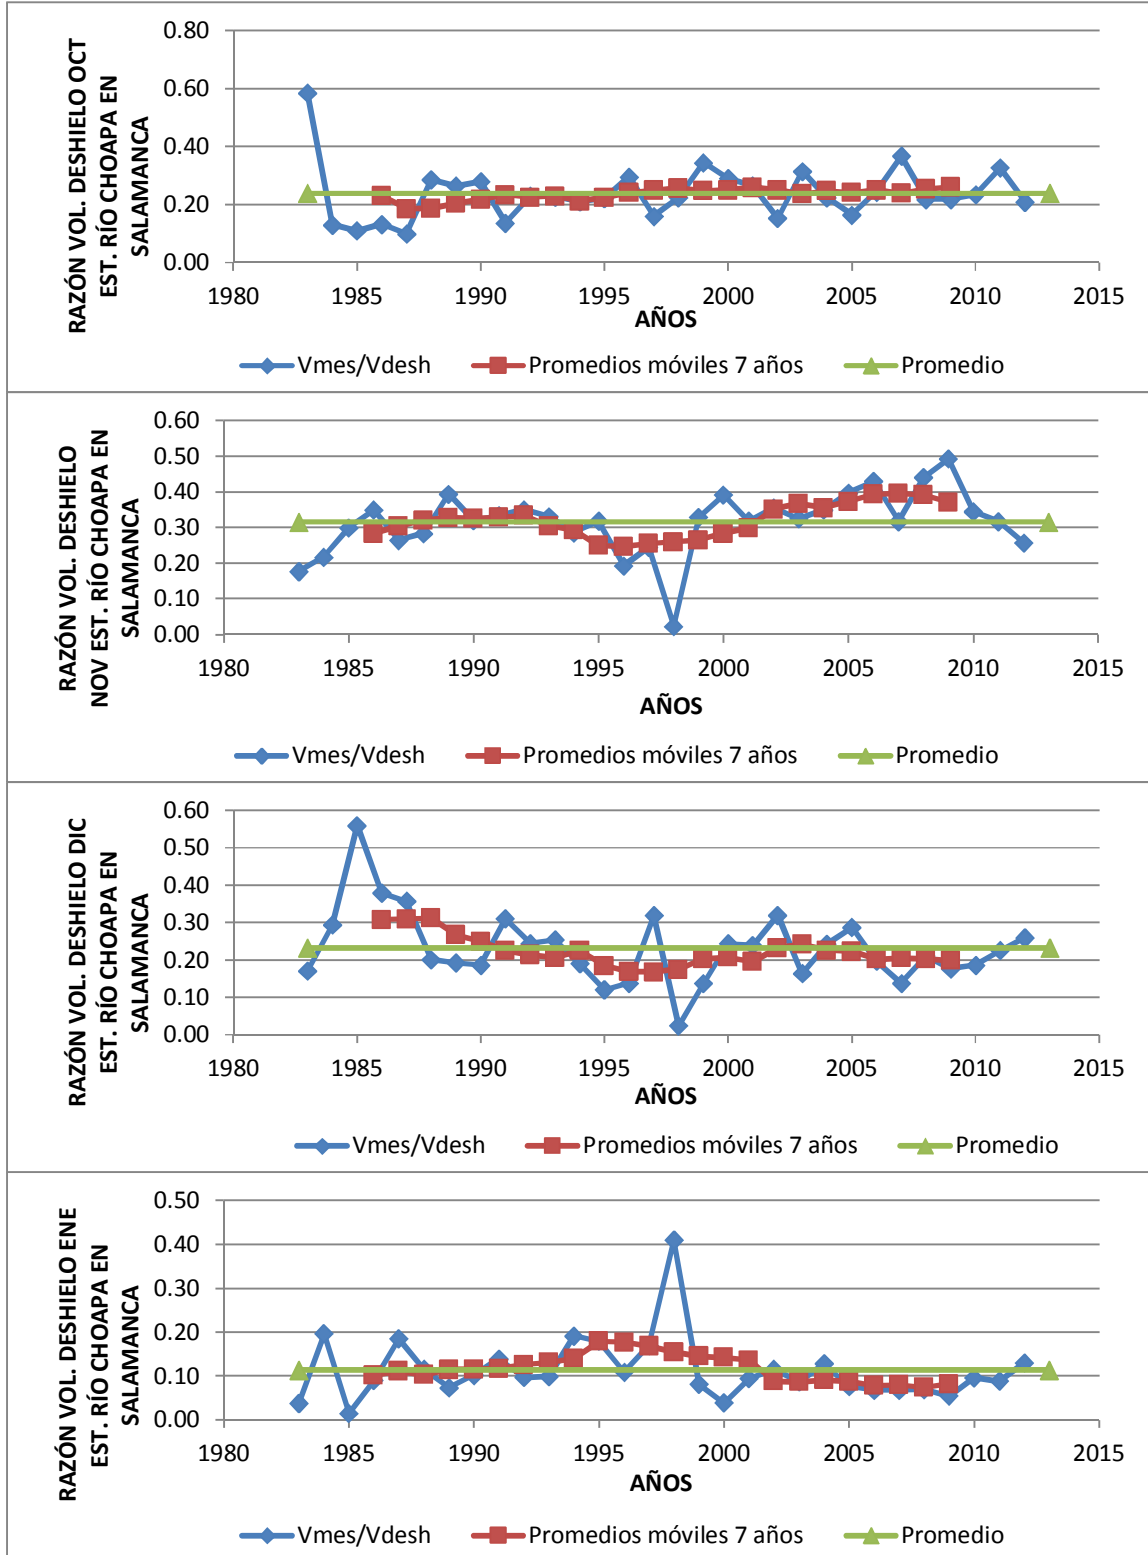 RAZÓN VOL. DESHIELO OCT
EST. RÍO CHOAPA EN
SALAMANCA
0.80
0.60
0.40
0.20
0.00
1980 1985 1990 1995 2000 2005 2010 2015
AÑOS
Vmes/Vdesh Promedios móviles 7 años Promedio
RAZÓN VOL. DESHIELO
NOV EST. RÍO CHOAPA EN
SALAMANCA
0.60
0.50
0.40
0.30
0.20
0.10
0.00
1980 1985 1990 1995 2000 2005 2010 2015
AÑOS
Vmes/Vdesh Promedios móviles 7 años Promedio
RAZÓN VOL. DESHIELO DIC
EST. RÍO CHOAPA EN
SALAMANCA
0.60
0.50
0.40
0.30
0.20
0.10
0.00
1980 1985 1990 1995 2000 2005 2010 2015
AÑOS
Vmes/Vdesh Promedios móviles 7 años Promedio
RAZÓN VOL. DESHIELO ENE
EST. RÍO CHOAPA EN
SALAMANCA
0.50
0.40
0.30
0.20
0.10
0.00
1980 1985 1990 1995 2000 2005 2010 2015
AÑOS
Vmes/Vdesh Promedios móviles 7 años Promedio